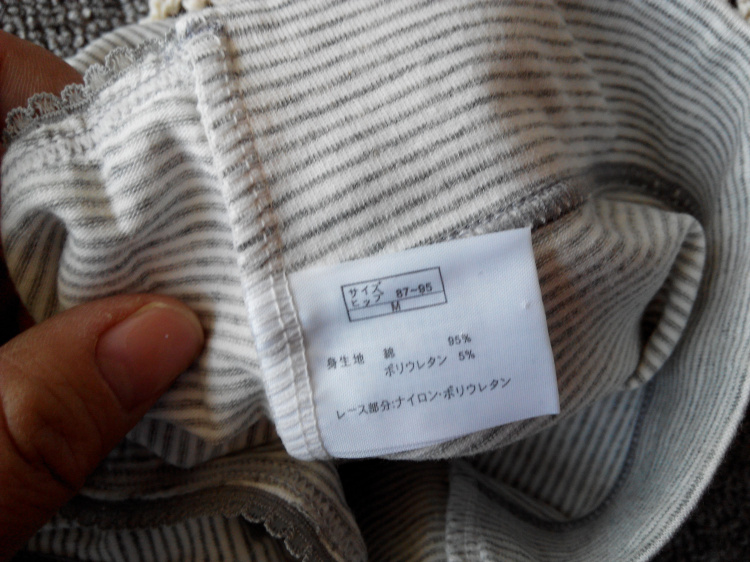 サイズ
ヒップ 87-95
M
身生地 綿 95%
ポリウレタン 5%
レース部分:ナイロン・ポリウレタン